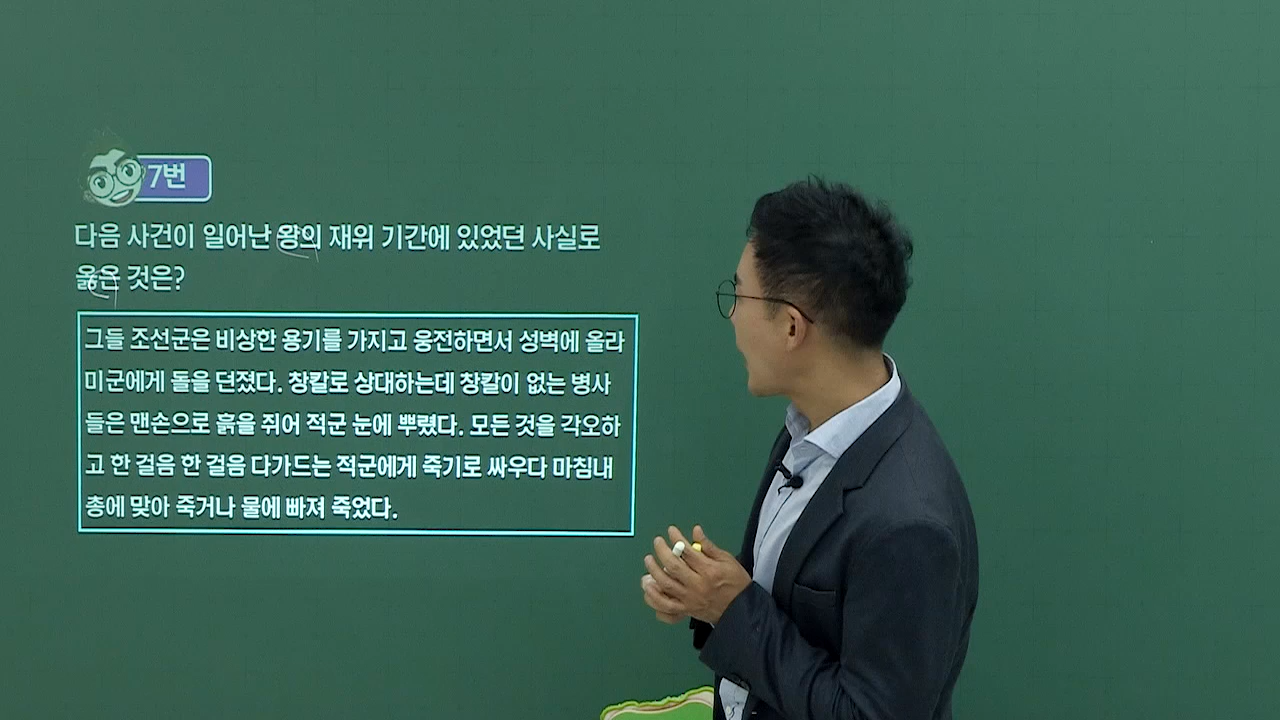 7번
다음 사건이 일어난 왕의 재위 기간에 있었던 사실로
옳은 것은?
그들 조선군은 비상한 용기를 가지고 응전하면서 성벽에 올라
미군에게 돌을 던졌다. 창칼로 상대하는데 창칼이 없는 병사
들은 맨손으로 흙을 쥐어 적군 눈에 뿌렸다. 모든 것을 각오하
고 한 걸음 한 걸음 다가드는 적군에게 죽기로 싸우다 마침내
총에 맞아 죽거나 물에 빠져 죽었다.